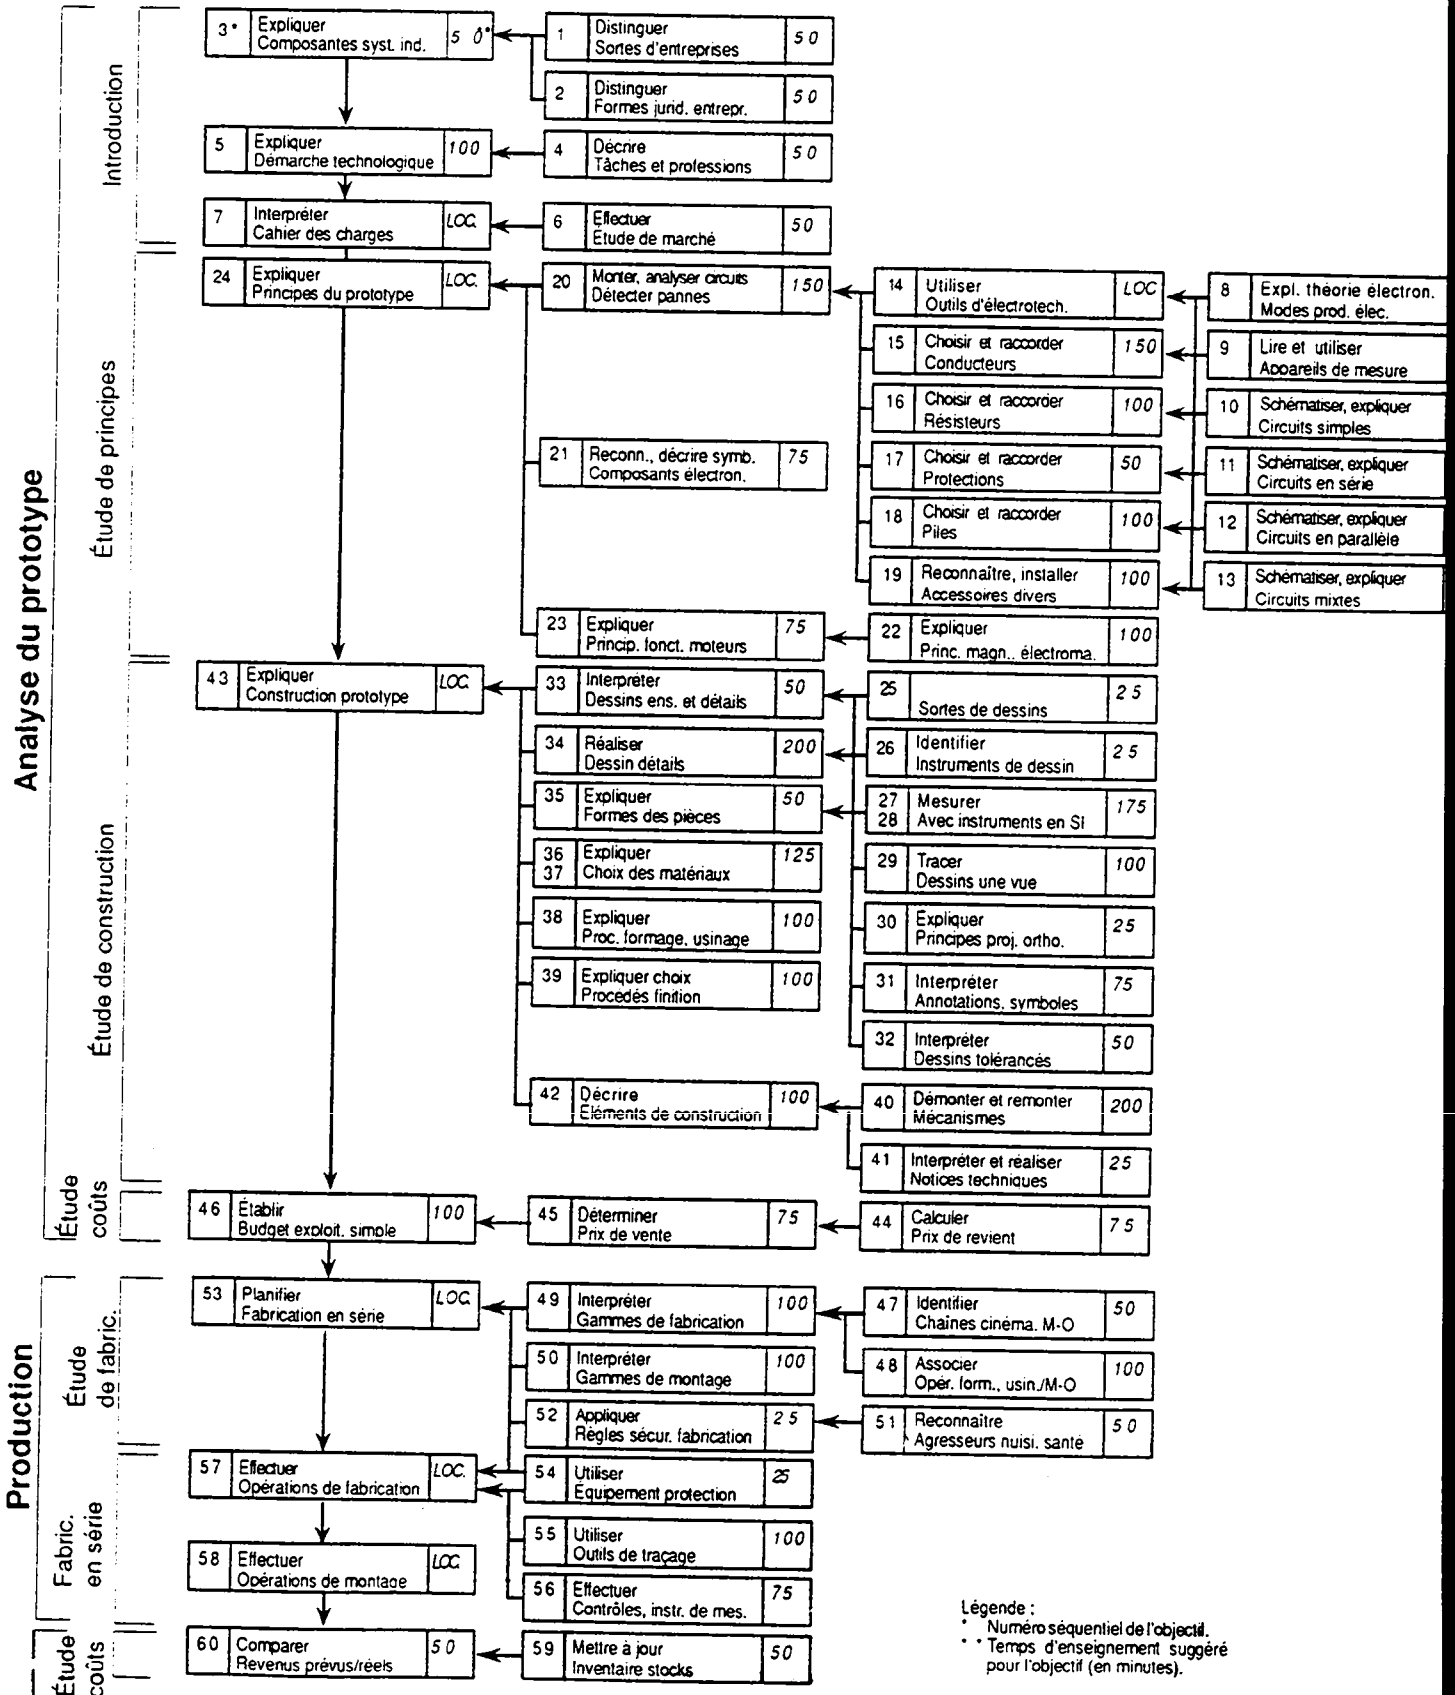 Analyse du prototype
Introduction
3* Expliquer
Composantes syst. ind.
50**
1 Distinguer
Sortes d'entreprises
50
2 Distinguer
Formes jurid. entrepr.
50
5 Expliquer
Démarche technologique
100
4 Décrire
Tâches et professions
50
7 Interpréter
Cahier des charges
LOC.
6 Effectuer
Étude de marché
50
Étude de principes
24 Expliquer
Principes du prototype
LOC.
20 Monter, analyser circuits
Détecter pannes
150
14 Utiliser
Outils d'électrotech.
LOC
8 Expl. théorie électron.
Modes prod. élec.
15 Choisir et raccorder
Conducteurs
150
9 Lire et utiliser
Appareils de mesure
16 Choisir et raccorder
Résisteurs
100
10 Schématiser, expliquer
Circuits simples
21 Reconn., décrire symb.
Composants électron.
75
17 Choisir et raccorder
Protections
50
11 Schématiser, expliquer
Circuits en série
18 Choisir et raccorder
Piles
100
12 Schématiser, expliquer
Circuits en parallèle
19 Reconnaître, installer
Accessoires divers
100
13 Schématiser, expliquer
Circuits mixtes
23 Expliquer
Princip. fonct. moteurs
75
22 Expliquer
Princ. magn., électroma.
100
Étude de construction
43 Expliquer
Construction prototype
LOC.
33 Interpréter
Dessins ens. et détails
50
25
Sortes de dessins
25
34 Réaliser
Dessin détails
200
26 Identifier
Instruments de dessin
25
35 Expliquer
Formes des pièces
50
27 Mesurer
28 Avec instruments en SI
175
36 Expliquer
37 Choix des matériaux
125
29 Tracer
Dessins une vue
100
38 Expliquer
Proc. formage, usinage
100
30 Expliquer
Principes proj. ortho.
25
39 Expliquer choix
Procédés finition
100
31 Interpréter
Annotations, symboles
75
32 Interpréter
Dessins tolérancés
50
42 Décrire
Éléments de construction
100
40 Démonter et remonter
Mécanismes
200
41 Interpréter et réaliser
Notices techniques
25
Étude
coûts
46 Établir
Budget exploit. simple
100
45 Déterminer
Prix de vente
75
44 Calculer
Prix de revient
75
Production
Étude
de fabric.
53 Planifier
Fabrication en série
LOC.
49 Interpréter
Gammes de fabrication
100
47 Identifier
Chaînes cinéma. M-O
50
50 Interpréter
Gammes de montage
100
48 Associer
Opér. form., usin./M-O
100
52 Appliquer
Règles sécur. fabrication
25
51 Reconnaître
Agresseurs nuisi. santé
50
Fabric.
en série
57 Effectuer
Opérations de fabrication
LOC.
54 Utiliser
Équipement protection
25
55 Utiliser
Outils de traçage
100
58 Effectuer
Opérations de montage
LOC.
56 Effectuer
Contrôles, instr. de mes.
75
Étude
coûts
60 Comparer
Revenus prévus/réels
50
59 Mettre à jour
Inventaire stocks
50
Légende :
* Numéro séquentiel de l'objectif.
** Temps d'enseignement suggéré
pour l'objectif (en minutes).